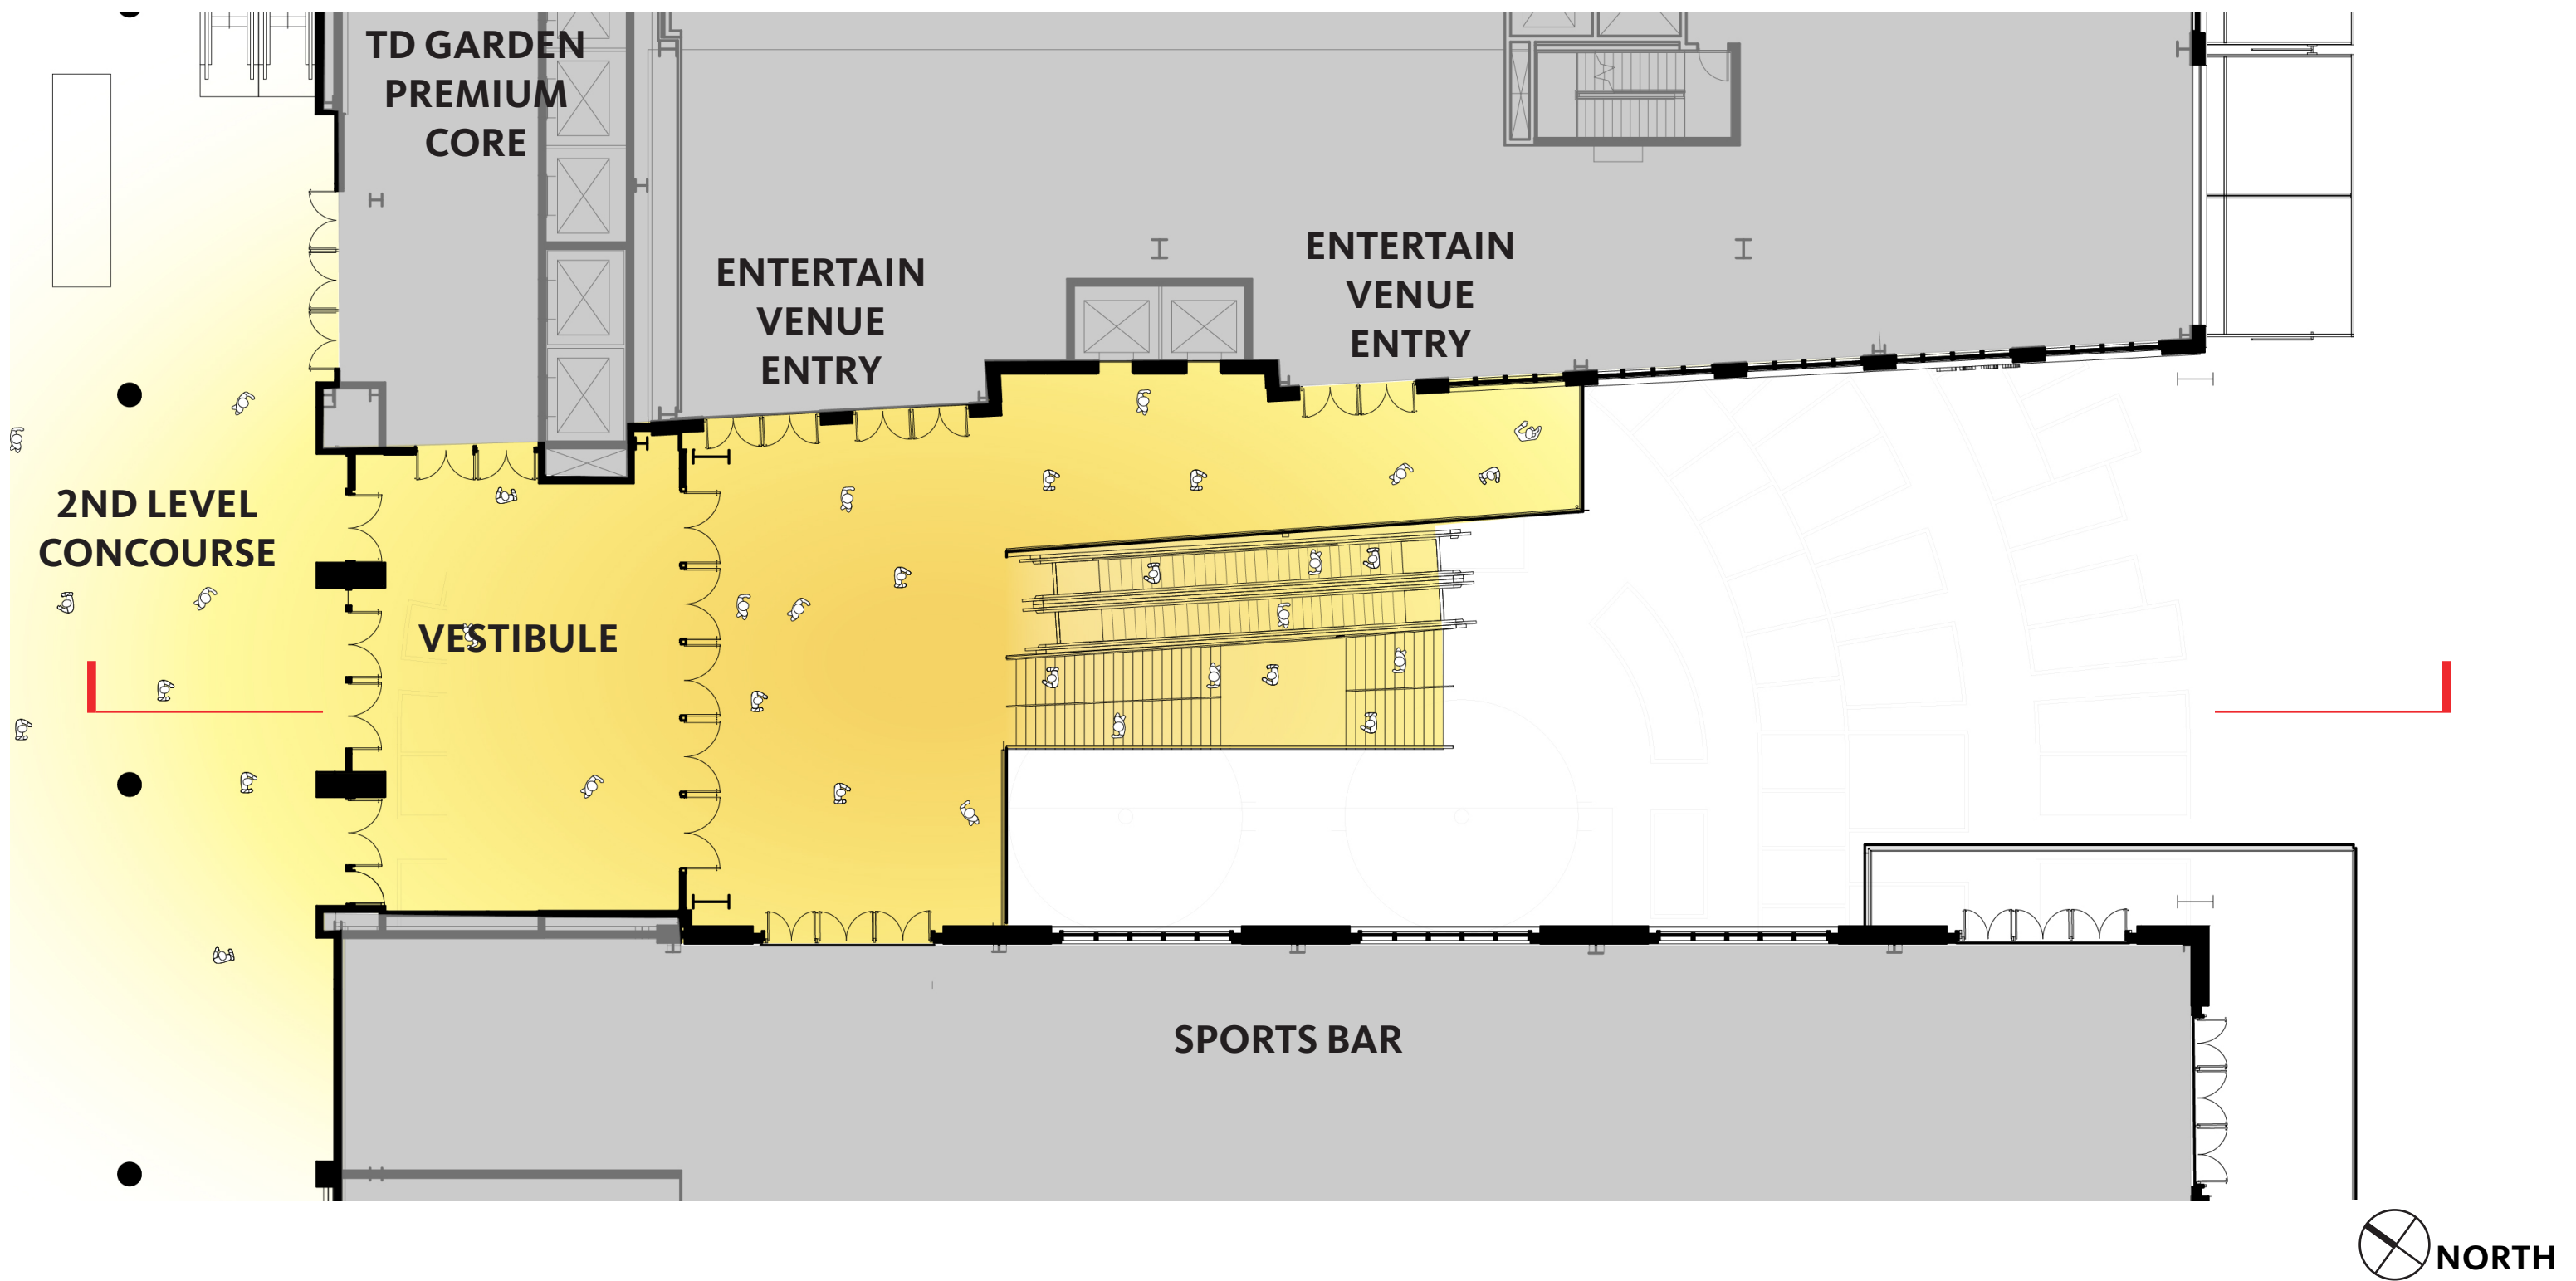 TD GARDEN
PREMIUM
CORE
ENTERTAIN
VENUE
ENTRY
ENTERTAIN
VENUE
ENTRY
2ND LEVEL
CONCOURSE
VESTIBULE
SPORTS BAR
NORTH